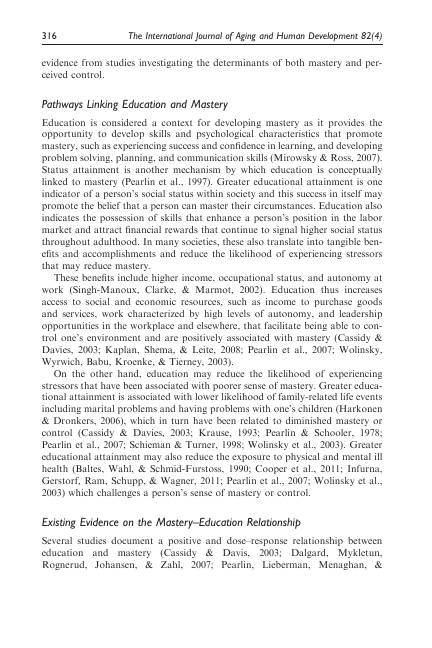 316 The International Journal of Aging and Human Development 82(4)
evidence from studies investigating the determinants of both mastery and per-
ceived control.
Pathways Linking Education and Mastery
Education is considered a context for developing mastery as it provides the
opportunity to develop skills and psychological characteristics that promote
mastery, such as experiencing success and confidence in learning, and developing
problem solving, planning, and communication skills (Mirowsky & Ross, 2007).
Status attainment is another mechanism by which education is conceptually
linked to mastery (Pearlin et al., 1997). Greater educational attainment is one
indicator of a person's social status within society and this success in itself may
promote the belief that a person can master their circumstances. Education also
indicates the possession of skills that enhance a person's position in the labor
market and attract financial rewards that continue to signal higher social status
throughout adulthood. In many societies, these also translate into tangible ben-
efits and accomplishments and reduce the likelihood of experiencing stressors
that may reduce mastery.
These benefits include higher income, occupational status, and autonomy at
work (Singh-Manoux, Clarke, & Marmot, 2002). Education thus increases
access to social and economic resources, such as income to purchase goods
and services, work characterized by high levels of autonomy, and leadership
opportunities in the workplace and elsewhere, that facilitate being able to con-
trol one's environment and are positively associated with mastery (Cassidy &
Davies, 2003; Kaplan, Shema, & Leite, 2008; Pearlin et al., 2007; Wolinsky,
Wyrwich, Babu, Kroenke, & Tierney, 2003).
On the other hand, education may reduce the likelihood of experiencing
stressors that have been associated with poorer sense of mastery. Greater educa-
tional attainment is associated with lower likelihood of family-related life events
including marital problems and having problems with one's children (Harkonen
& Dronkers, 2006), which in turn have been related to diminished mastery or
control (Cassidy & Davies, 2003; Krause, 1993; Pearlin & Schooler, 1978;
Pearlin et al., 2007; Schieman & Turner, 1998; Wolinsky et al., 2003). Greater
educational attainment may also reduce the exposure to physical and mental ill
health (Baltes, Wahl, & Schmid-Furstoss, 1990; Cooper et al., 2011; Infurna,
Gerstorf, Ram, Schupp, & Wagner, 2011; Pearlin et al., 2007; Wolinsky et al.,
2003) which challenges a person's sense of mastery or control.
Existing Evidence on the Mastery–Education Relationship
Several studies document a positive and dose–response relationship between
education and mastery (Cassidy & Davis, 2003; Dalgard, Mykletun,
Rognerud, Johansen, & Zahl, 2007; Pearlin, Lieberman, Menaghan, &